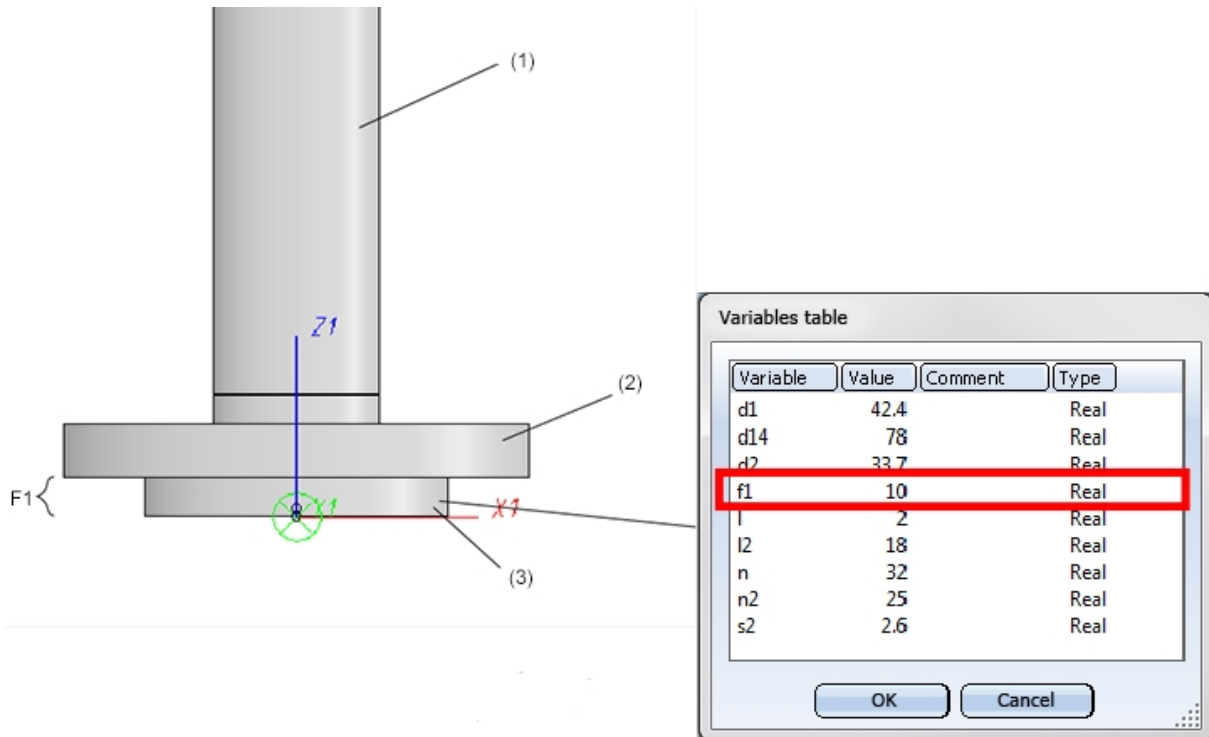 (1)
Z1
(2)
F1
Y1
X1
(3)
Variables table
Variable Value Comment Type
d1 42.4 Real
d14 78 Real
d2 33.7 Real
f1 10 Real
l 2 Real
l2 18 Real
n 32 Real
n2 25 Real
s2 2.6 Real
OK Cancel